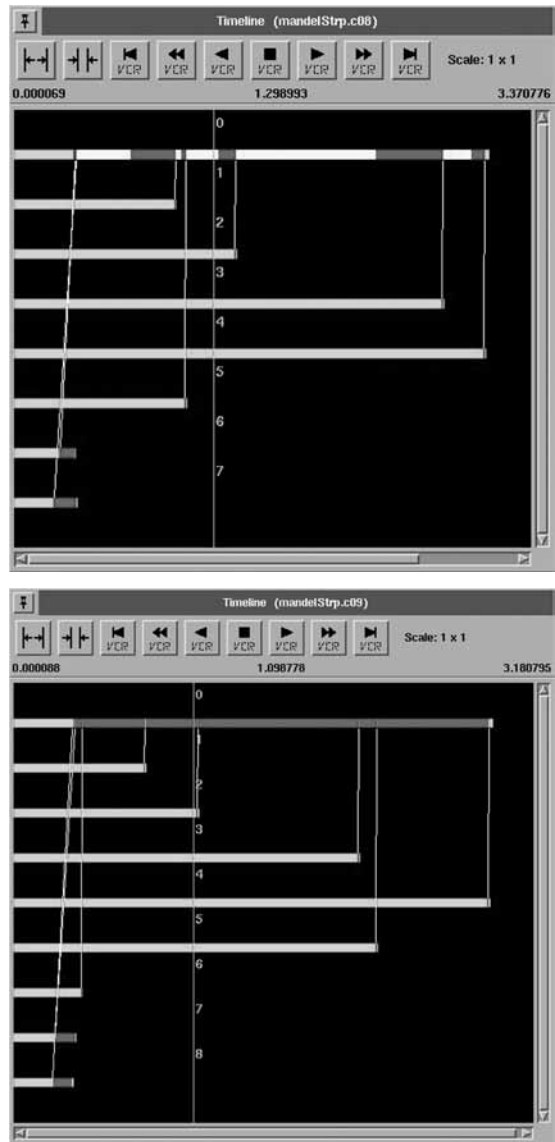 Timeline (mandelStrp.c08)
VCR VCR VCR VCR VCR VCR VCR Scale: 1 x 1
0.000069 1.298993 3.370776
0
1
2
3
4
5
6
7
Timeline (mandelStrp.c09)
VCR VCR VCR VCR VCR VCR VCR Scale: 1 x 1
0.000088 1.098778 3.180795
0
1
2
3
4
5
6
7
8